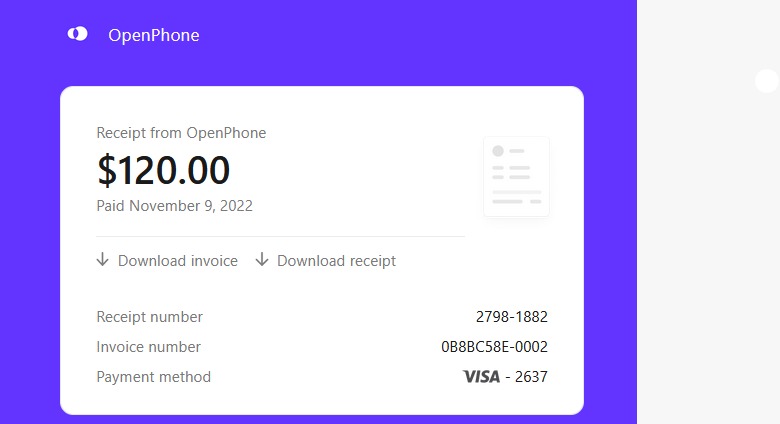 OpenPhone
Receipt from OpenPhone
$120.00
Paid November 9, 2022
Download invoice Download receipt
Receipt number 2798-1882
Invoice number 0B8BC58E-0002
Payment method VISA - 2637